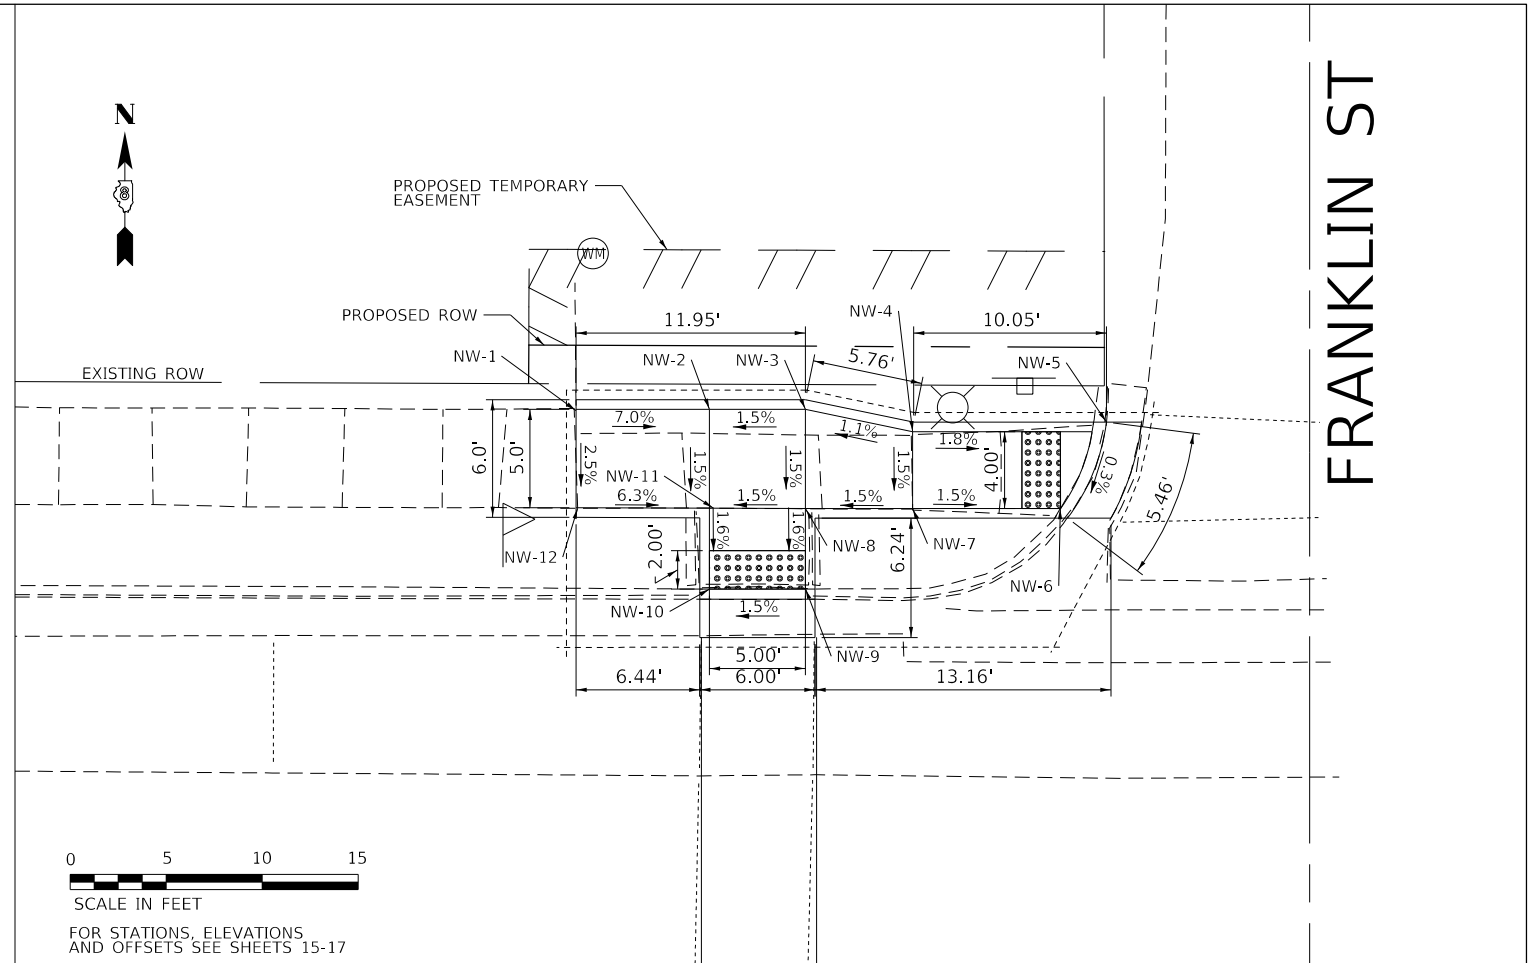 FRANKLIN ST
N
PROPOSED TEMPORARY
EASEMENT
WM
PROPOSED ROW
NW-4
11.95'
10.05'
NW-1
NW-2
NW-3
5.76'
NW-5
EXISTING ROW
7.0%
1.5%
1.1%
1.8%
6.0'
5.0'
2.5%
1.5%
1.5%
1.5%
4.00'
0.3%
NW-11
6.3%
1.5%
1.5%
1.5%
5.46'
NW-12
2.00'
1.6%
1.6%
NW-8
6.24'
NW-7
NW-6
NW-10
1.5%
NW-9
5.00'
6.44'
6.00'
13.16'
0 5 10 15
SCALE IN FEET
FOR STATIONS, ELEVATIONS
AND OFFSETS SEE SHEETS 15-17